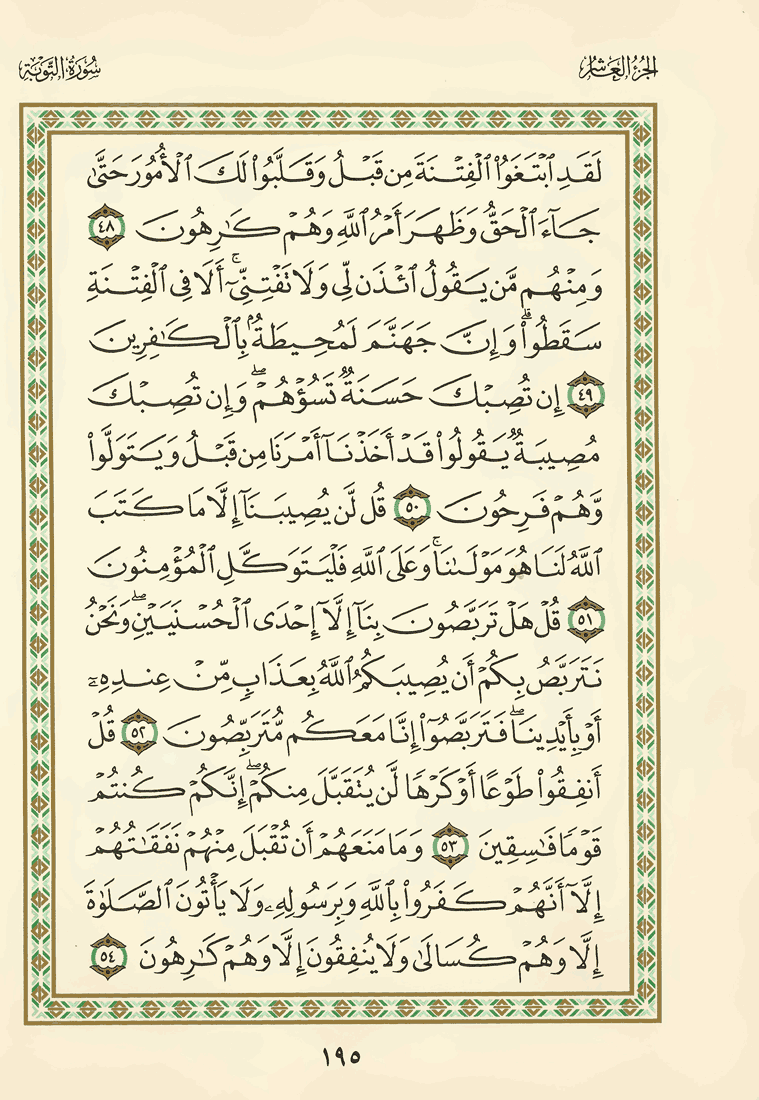 الجزء العاشر
سورة التوبة
لَقَدِ ٱبْتَغَوُا۟ ٱلْفِتْنَةَ مِن قَبْلُ وَقَلَّبُوا۟ لَكَ ٱلْأُمُورَ حَتَّىٰ
جَآءَ ٱلْحَقُّ وَظَهَرَ أَمْرُ ٱللَّهِ وَهُمْ كَـٰرِهُونَ ٤٨
وَمِنْهُم مَّن يَقُولُ ٱئْذَن لِّى وَلَا تَفْتِنِّىٓ ۚ أَلَا فِى ٱلْفِتْنَةِ
سَقَطُوا۟ ۗ وَإِنَّ جَهَنَّمَ لَمُحِيطَةٌۢ بِٱلْكَـٰفِرِينَ
٤٩ إِن تُصِبْكَ حَسَنَةٌ تَسُؤْهُمْ ۖ وَإِن تُصِبْكَ
مُصِيبَةٌ يَقُولُوا۟ قَدْ أَخَذْنَآ أَمْرَنَا مِن قَبْلُ وَيَتَوَلَّوا۟
وَّهُمْ فَرِحُونَ ٥٠ قُل لَّن يُصِيبَنَآ إِلَّا مَا كَتَبَ
ٱللَّهُ لَنَا هُوَ مَوْلَىٰنَا ۚ وَعَلَى ٱللَّهِ فَلْيَتَوَكَّلِ ٱلْمُؤْمِنُونَ
٥١ قُلْ هَلْ تَرَبَّصُونَ بِنَآ إِلَّآ إِحْدَى ٱلْحُسْنَيَيْنِ ۖ وَنَحْنُ
نَتَرَبَّصُ بِكُمْ أَن يُصِيبَكُمُ ٱللَّهُ بِعَذَابٍ مِّنْ عِندِهِۦٓ
أَوْ بِأَيْدِينَا ۖ فَتَرَبَّصُوٓا۟ إِنَّا مَعَكُم مُّتَرَبِّصُونَ ٥٢ قُلْ
أَنفِقُوا۟ طَوْعًا أَوْ كَرْهًا لَّن يُتَقَبَّلَ مِنكُمْ ۖ إِنَّكُمْ كُنتُمْ
قَوْمًا فَـٰسِقِينَ ٥٣ وَمَا مَنَعَهُمْ أَن تُقْبَلَ مِنْهُمْ نَفَقَـٰتُهُمْ
إِلَّآ أَنَّهُمْ كَفَرُوا۟ بِٱللَّهِ وَبِرَسُولِهِۦ وَلَا يَأْتُونَ ٱلصَّلَوٰةَ
إِلَّا وَهُمْ كُسَالَىٰ وَلَا يُنفِقُونَ إِلَّا وَهُمْ كَـٰرِهُونَ ٥٤
١٩٥